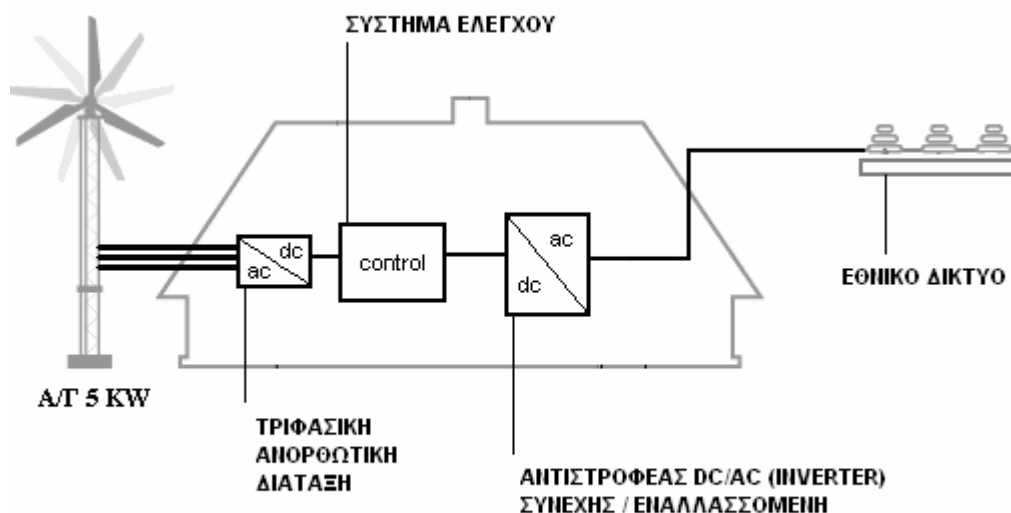 ΣΥΣΤΗΜΑ ΕΛΕΓΧΟΥ
dc
ac
control
ac
dc
ΕΘΝΙΚΟ ΔΙΚΤΥΟ
Α/Γ 5 KW
ΤΡΙΦΑΣΙΚΗ
ΑΝΟΡΘΩΤΙΚΗ
ΔΙΑΤΑΞΗ
ΑΝΤΙΣΤΡΟΦΕΑΣ DC/AC (INVERTER)
ΣΥΝΕΧΗΣ / ΕΝΑΛΛΑΣΣΟΜΕΝΗ